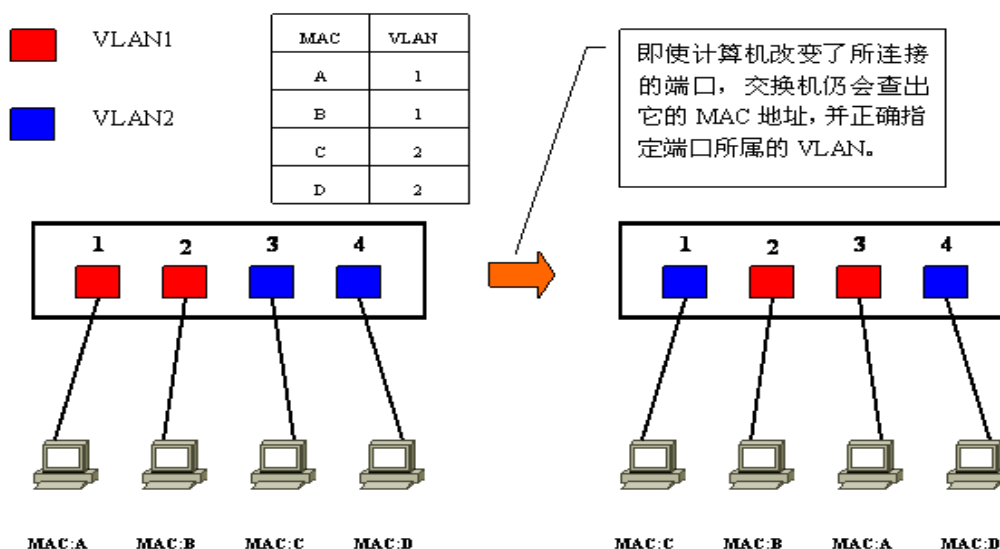 VLAN1
VLAN2
MAC VLAN
A 1
B 1
C 2
D 2
即使计算机改变了所连接
的端口，交换机仍会查出
它的 MAC 地址，并正确指
定端口所属的 VLAN。
1 2 3 4
MAC:A MAC:B MAC:C MAC:D
1 2 3 4
MAC:C MAC:B MAC:A MAC:D